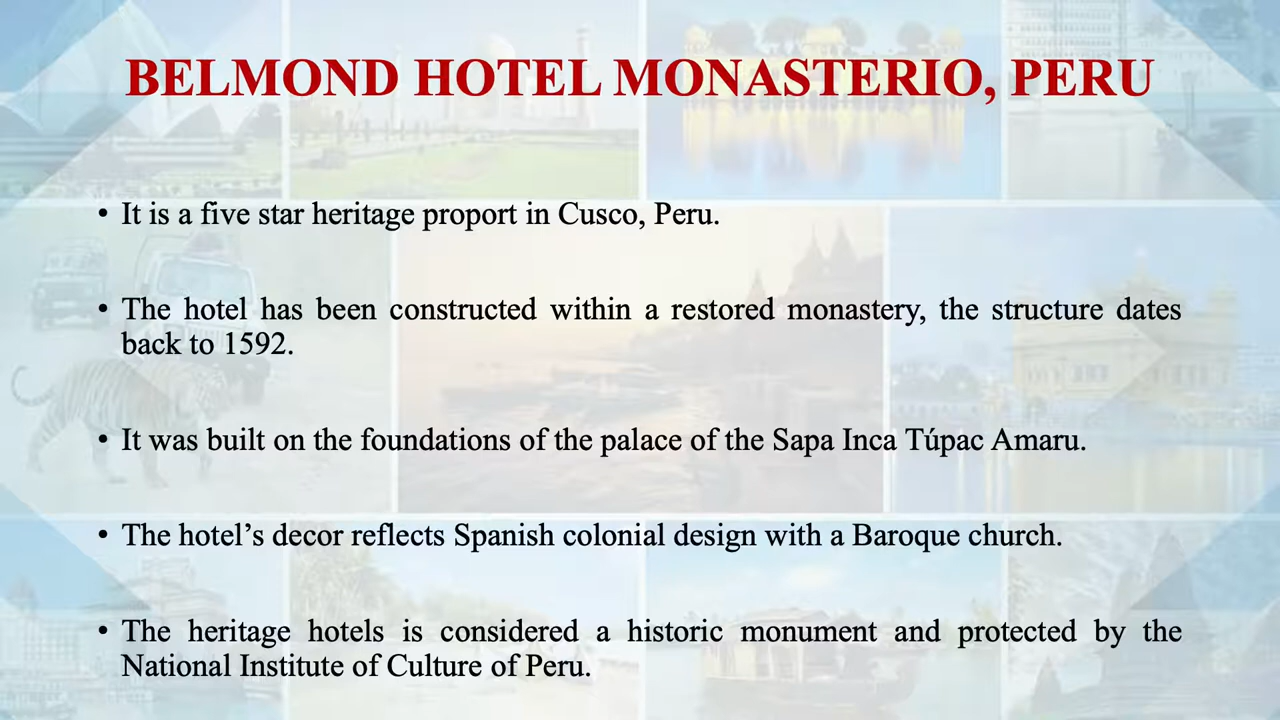 BELMOND HOTEL MONASTERIO, PERU
• It is a five star heritage proport in Cusco, Peru.
• The hotel has been constructed within a restored monastery, the structure dates
back to 1592.
• It was built on the foundations of the palace of the Sapa Inca Túpac Amaru.
• The hotel’s decor reflects Spanish colonial design with a Baroque church.
• The heritage hotels is considered a historic monument and protected by the
National Institute of Culture of Peru.